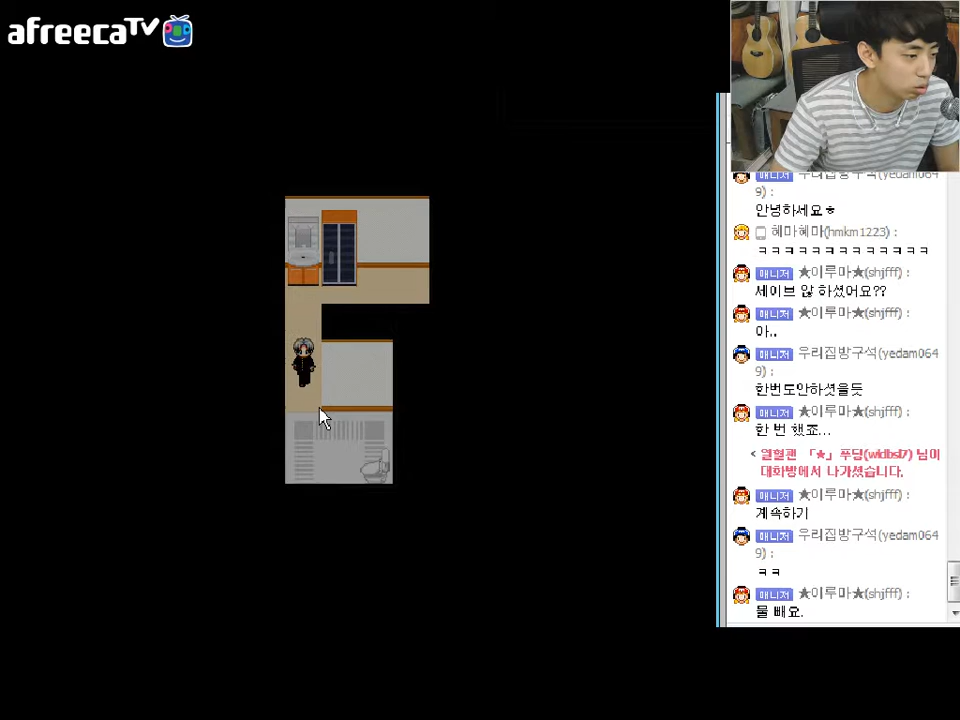 afreecaTV
매니저 우리집방구석(yedam064
9) :
안녕하세요ㅎ
혜마혜마(hmkm1223) :
ㅋㅋㅋㅋㅋㅋㅋㅋㅋㅋㅋㅋㅋ
매니저 ★이루마★(shjfff) :
세이브 않 하셨어요??
매니저 ★이루마★(shjfff) :
아..
매니저 우리집방구석(yedam064
9) :
한번도안하셧을듯
매니저 ★이루마★(shjfff) :
한 번 했죠...
< 열혈팬 「★」푸딩(widbsl7) 님이
대화방에서 나가셨습니다.
매니저 ★이루마★(shjfff) :
계속하기
매니저 우리집방구석(yedam064
9) :
ㅋㅋ
매니저 ★이루마★(shjfff) :
물 빼요.